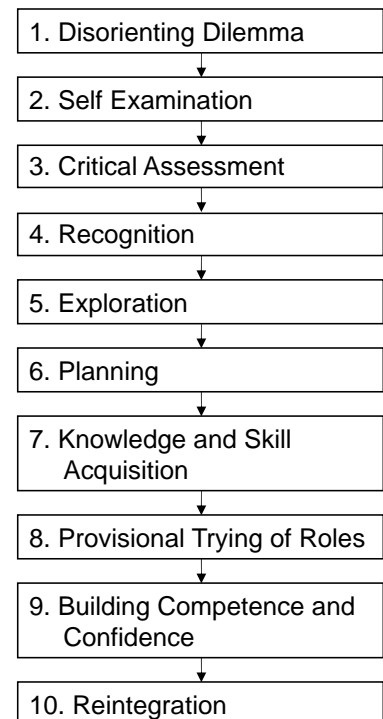 1. Disorienting Dilemma
2. Self Examination
3. Critical Assessment
4. Recognition
5. Exploration
6. Planning
7. Knowledge and Skill
Acquisition
8. Provisional Trying of Roles
9. Building Competence and
Confidence
10. Reintegration